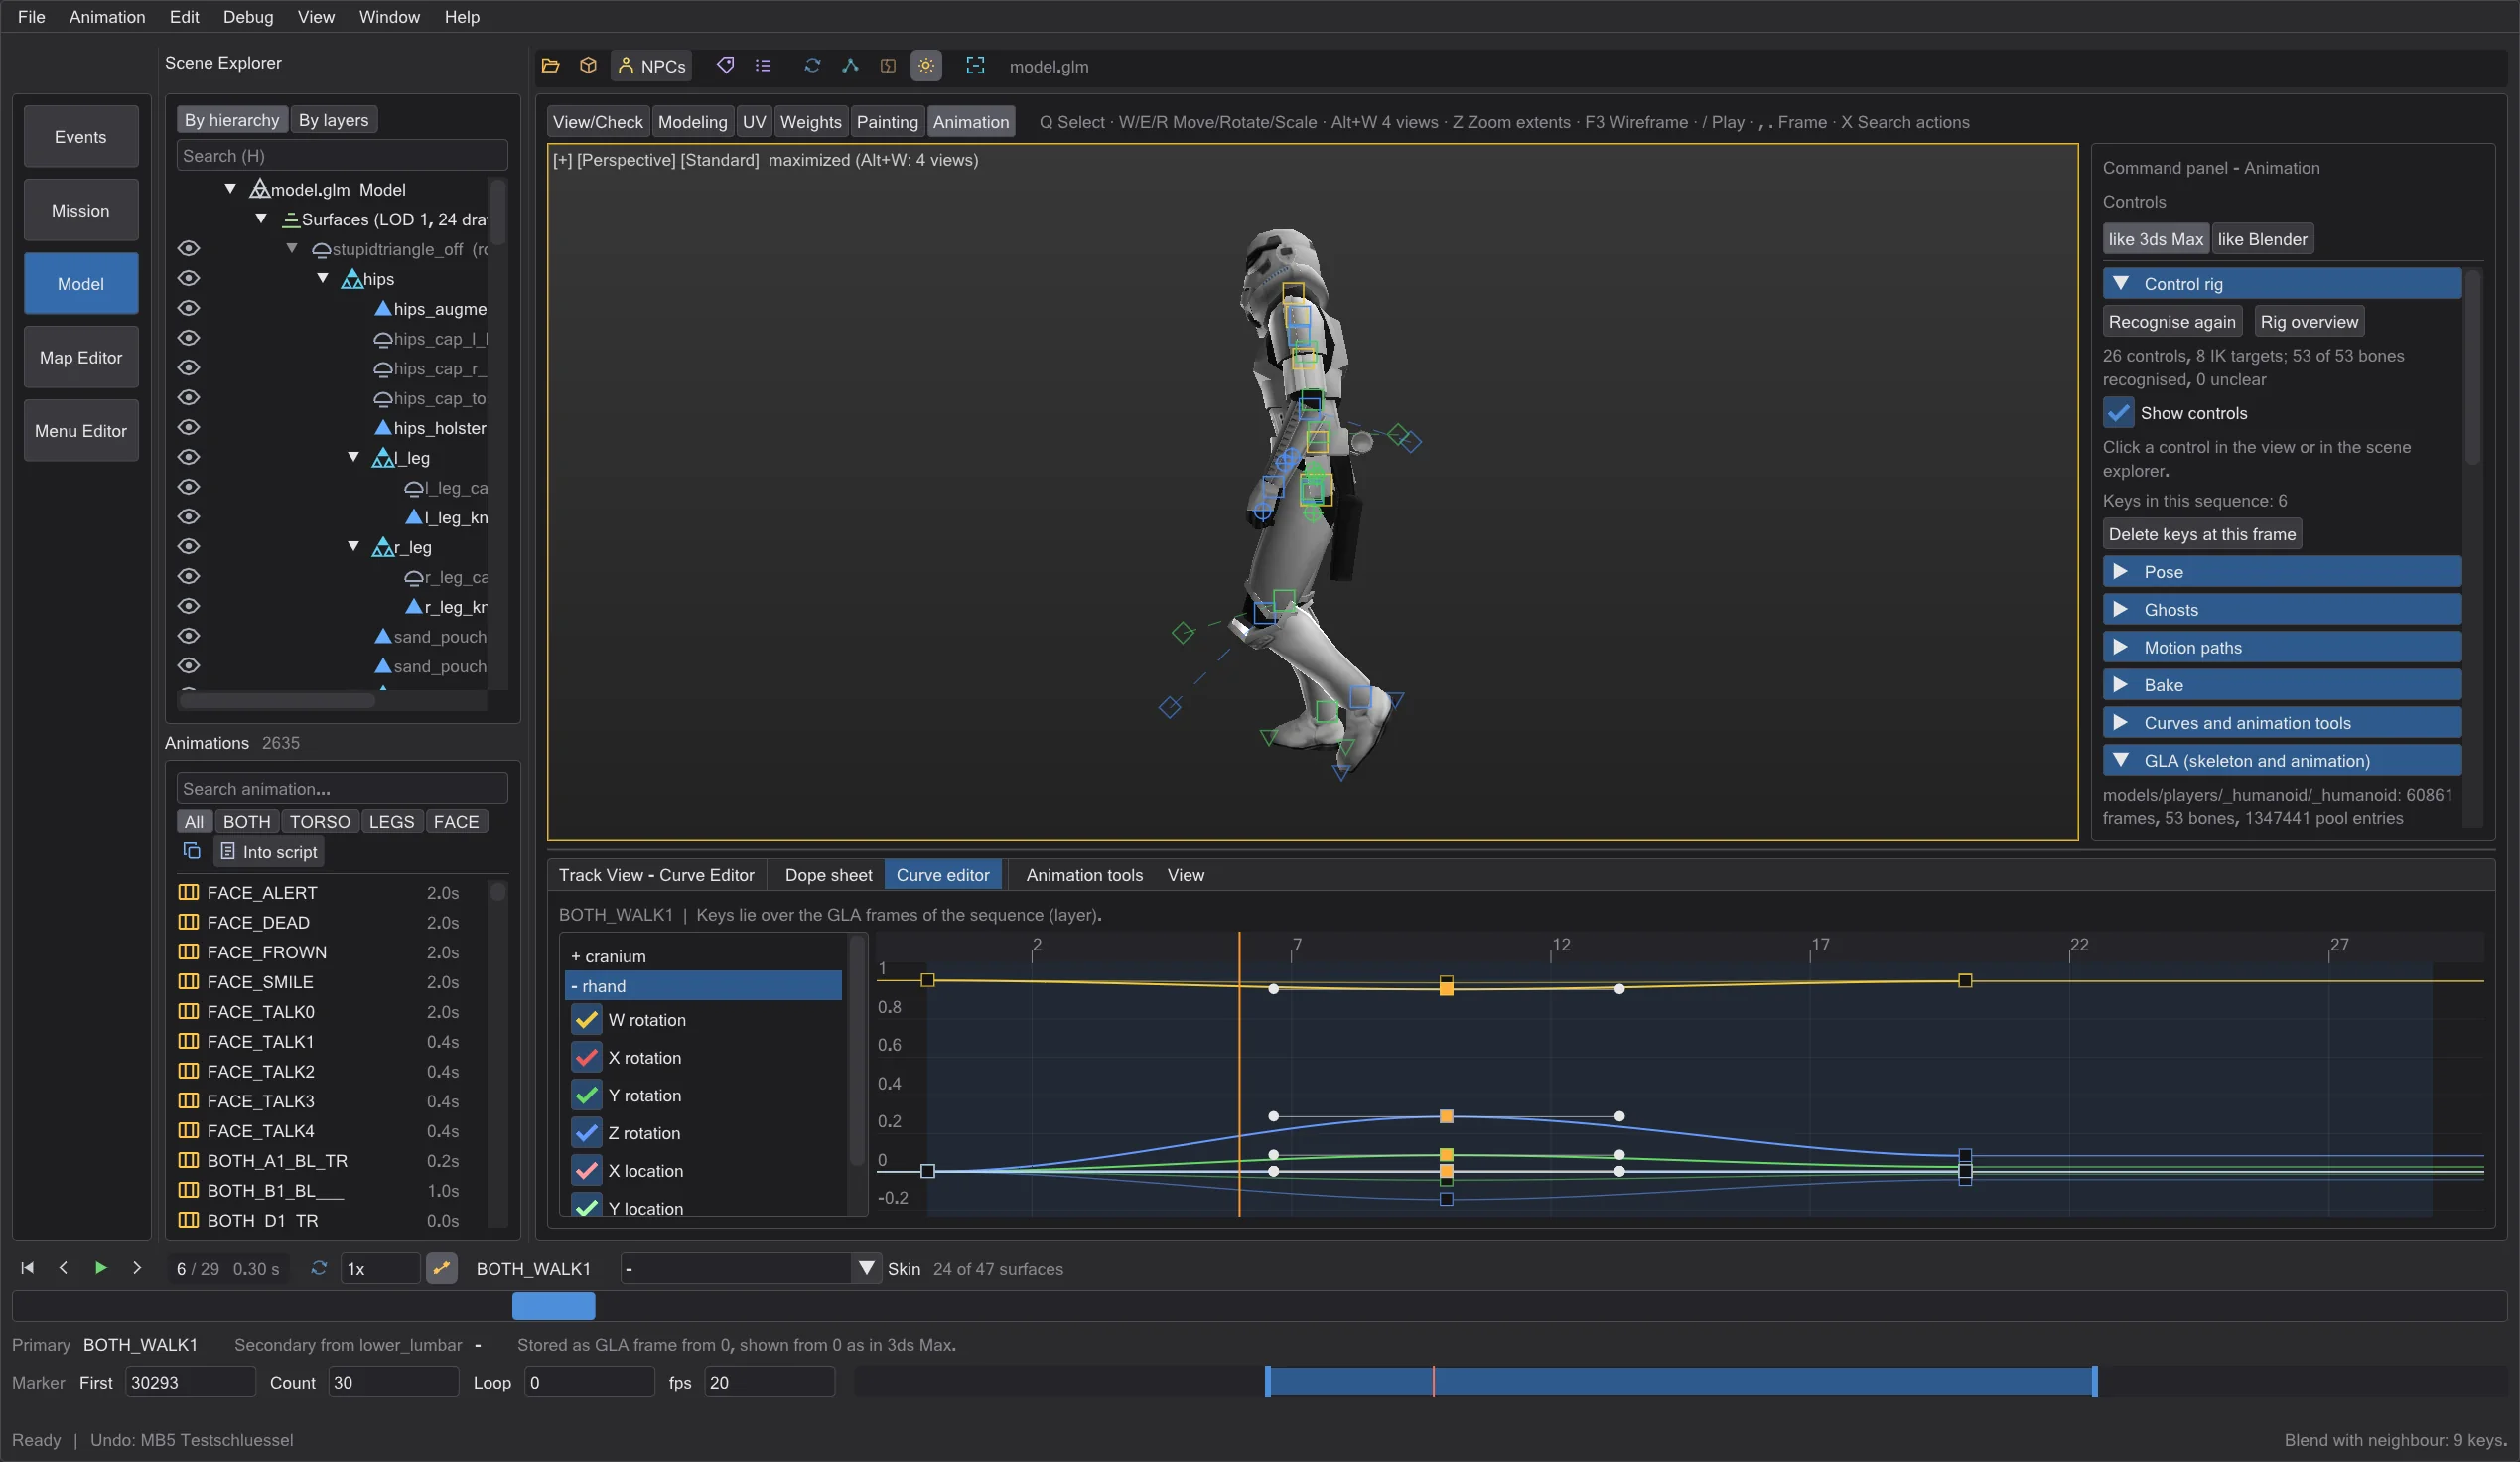 File Animation Edit Debug View Window Help
Scene Explorer
NPCs model.glm
Events
Mission
Model
Map Editor
Menu Editor
By hierarchy By layers
Search (H)
model.glm Model
Surfaces (LOD 1, 24 dra
stupidtriangle_off (ro
hips
hips_augme
hips_cap_l_l
hips_cap_r_
hips_cap_to
hips_holster
l_leg
l_leg_ca
l_leg_kn
r_leg
r_leg_ca
r_leg_kn
sand_pouch
sand_pouch
Animations 2635
Search animation...
All BOTH TORSO LEGS FACE
Into script
FACE_ALERT 2.0s
FACE_DEAD 2.0s
FACE_FROWN 2.0s
FACE_SMILE 2.0s
FACE_TALK0 2.0s
FACE_TALK1 0.4s
FACE_TALK2 0.4s
FACE_TALK3 0.4s
FACE_TALK4 0.4s
BOTH_A1_BL_TR 0.2s
BOTH_B1_BL___ 1.0s
BOTH D1 TR 0.0s
View/Check Modeling UV Weights Painting Animation Q Select · W/E/R Move/Rotate/Scale · Alt+W 4 views · Z Zoom extents · F3 Wireframe · / Play · , . Frame · X Search actions
[+] [Perspective] [Standard] maximized (Alt+W: 4 views)
Command panel - Animation
Controls
like 3ds Max like Blender
Control rig
Recognise again Rig overview
26 controls, 8 IK targets; 53 of 53 bones
recognised, 0 unclear
Show controls
Click a control in the view or in the scene
explorer.
Keys in this sequence: 6
Delete keys at this frame
Pose
Ghosts
Motion paths
Bake
Curves and animation tools
GLA (skeleton and animation)
models/players/_humanoid/_humanoid: 60861
frames, 53 bones, 1347441 pool entries
Track View - Curve Editor Dope sheet Curve editor Animation tools View
BOTH_WALK1 | Keys lie over the GLA frames of the sequence (layer).
+ cranium
- rhand
W rotation
X rotation
Y rotation
Z rotation
X location
Y location
2 7 12 17 22 27
1
0.8
0.6
0.4
0.2
0
-0.2
6 / 29 0.30 s 1x BOTH_WALK1 - Skin 24 of 47 surfaces
Primary BOTH_WALK1 Secondary from lower_lumbar - Stored as GLA frame from 0, shown from 0 as in 3ds Max.
Marker First 30293 Count 30 Loop 0 fps 20
Ready | Undo: MB5 Testschluessel
Blend with neighbour: 9 keys.